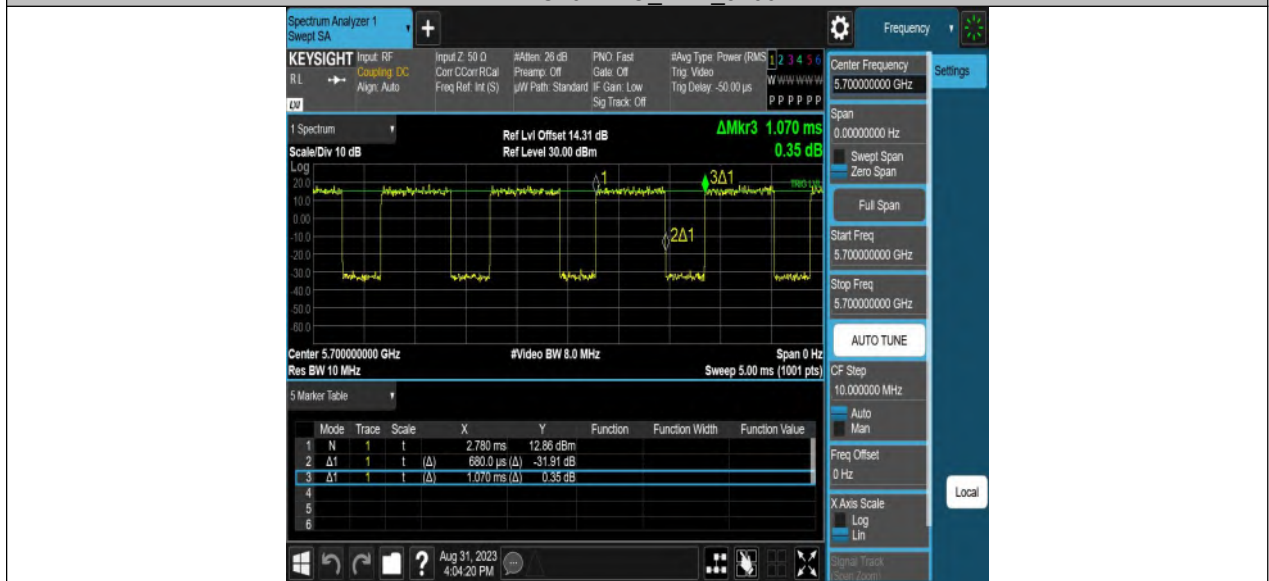 Spectrum Analyzer 1
Swept SA
+
Frequency
KEYSIGHT
RL
LXI
Input: RF
Coupling: DC
Align: Auto
Input Z: 50 Ω
Corr CCorr RCal
Freq Ref: Int (S)
#Atten: 26 dB
Preamp: Off
µW Path: Standard
PNO: Fast
Gate: Off
IF Gain: Low
Sig Track: Off
#Avg Type: Power (RMS
Trig: Video
Trig Delay: -50.00 µs
1 2 3 4 5 6
W W W W W W
P P P P P P
Center Frequency
5.700000000 GHz
Settings
1 Spectrum
Scale/Div 10 dB
Ref Lvl Offset 14.31 dB
Ref Level 30.00 dBm
ΔMkr3 1.070 ms
0.35 dB
Span
0.00000000 Hz
Swept Span
Zero Span
Full Span
Log
20.0
10.0
0.00
-10.0
-20.0
-30.0
-40.0
-50.0
-60.0
1
3Δ1
2Δ1
TRIG LVL
Start Freq
5.700000000 GHz
Stop Freq
5.700000000 GHz
AUTO TUNE
Center 5.700000000 GHz
Res BW 10 MHz
#Video BW 8.0 MHz
Span 0 Hz
Sweep 5.00 ms (1001 pts)
CF Step
10.000000 MHz
Auto
Man
5 Marker Table
Mode Trace Scale X Y Function Function Width Function Value
1 N 1 t 2.780 ms 12.86 dBm
2 Δ1 1 t (Δ) 680.0 µs (Δ) -31.91 dB
3 Δ1 1 t (Δ) 1.070 ms (Δ) 0.35 dB
4
5
6
Freq Offset
0 Hz
X Axis Scale
Log
Lin
Local
Signal Track
(Span Zoom)
?
Aug 31, 2023
4:04:20 PM